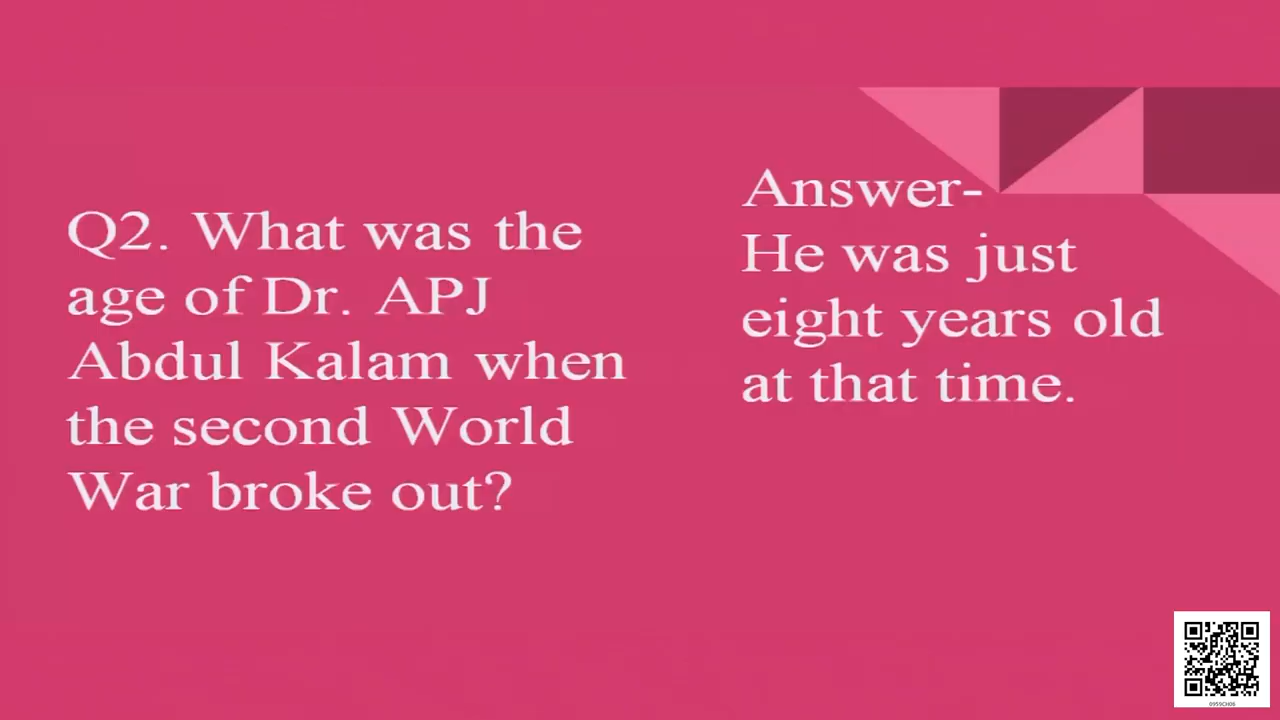 Q2. What was the
age of Dr. APJ
Abdul Kalam when
the second World
War broke out?
Answer-
He was just
eight years old
at that time.
0959CH06